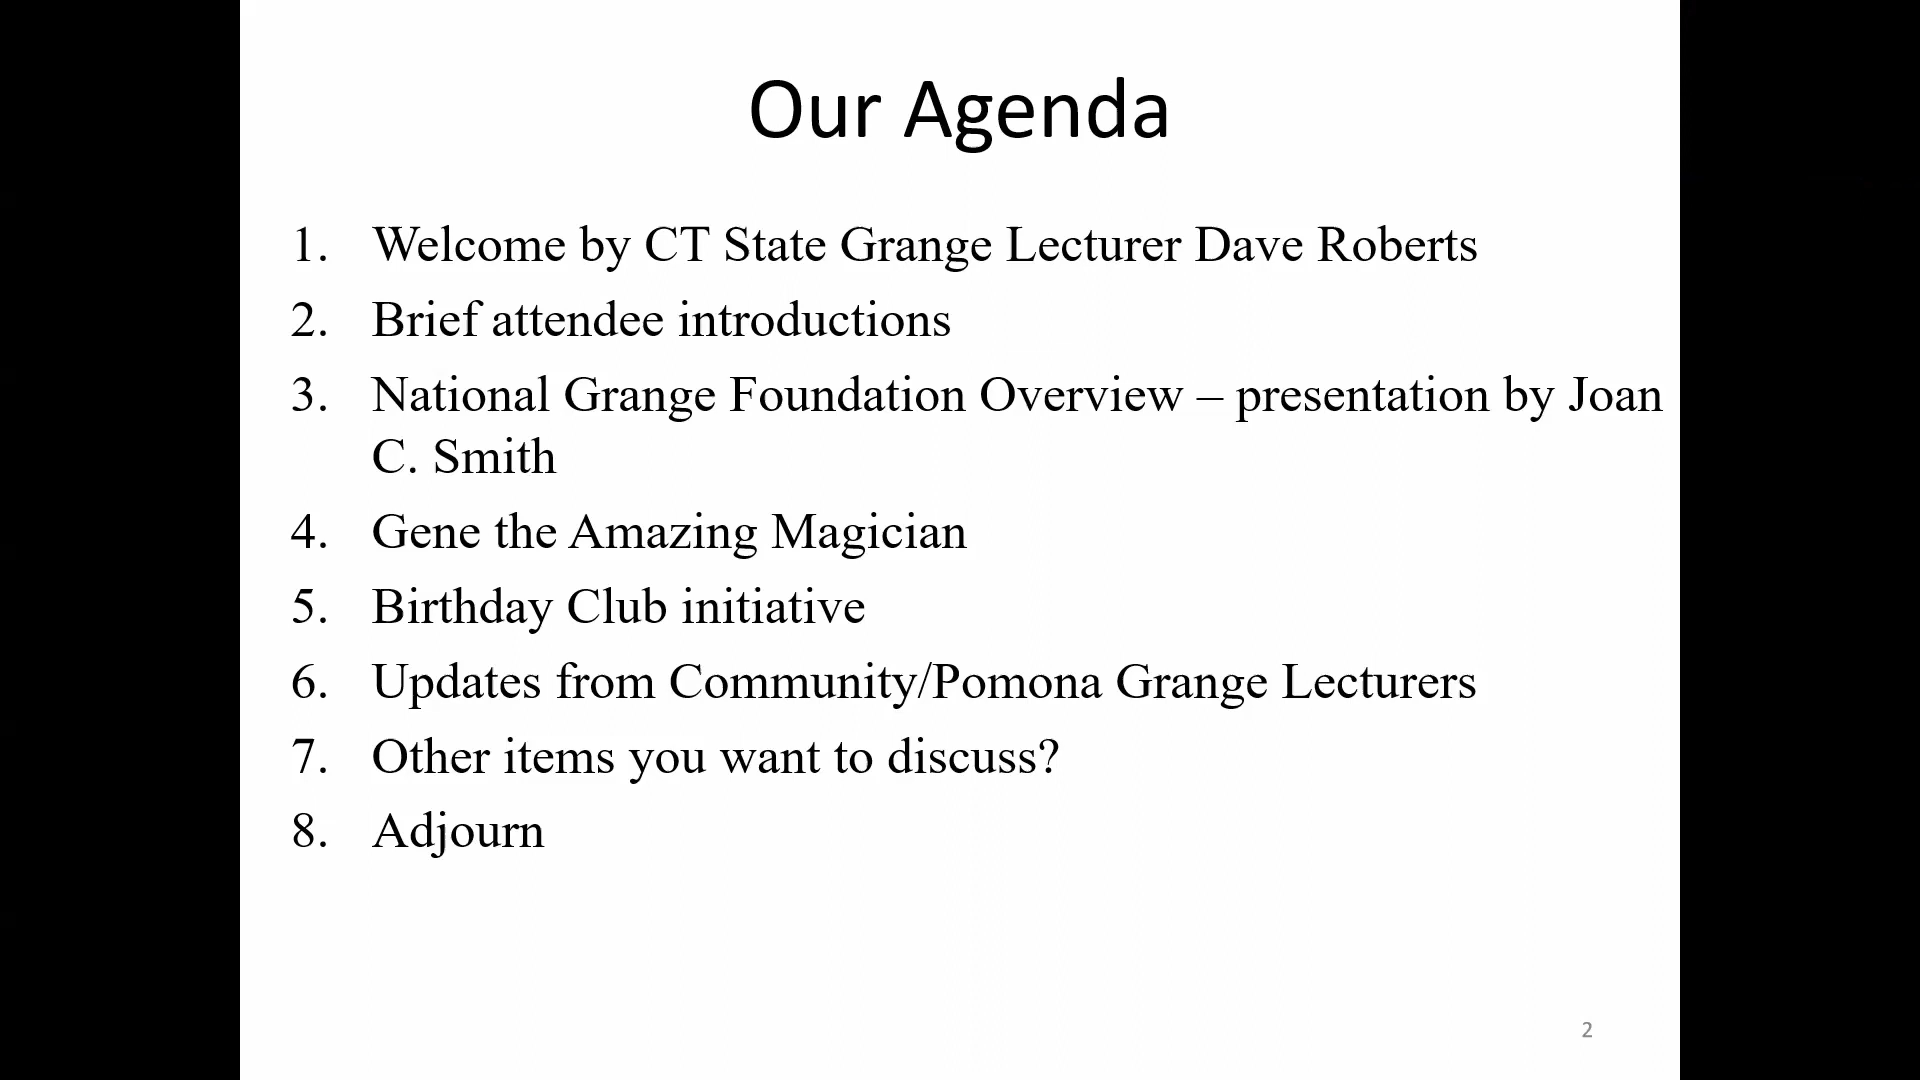 Our Agenda
1. Welcome by CT State Grange Lecturer Dave Roberts
2. Brief attendee introductions
3. National Grange Foundation Overview – presentation by Joan
C. Smith
4. Gene the Amazing Magician
5. Birthday Club initiative
6. Updates from Community/Pomona Grange Lecturers
7. Other items you want to discuss?
8. Adjourn
2